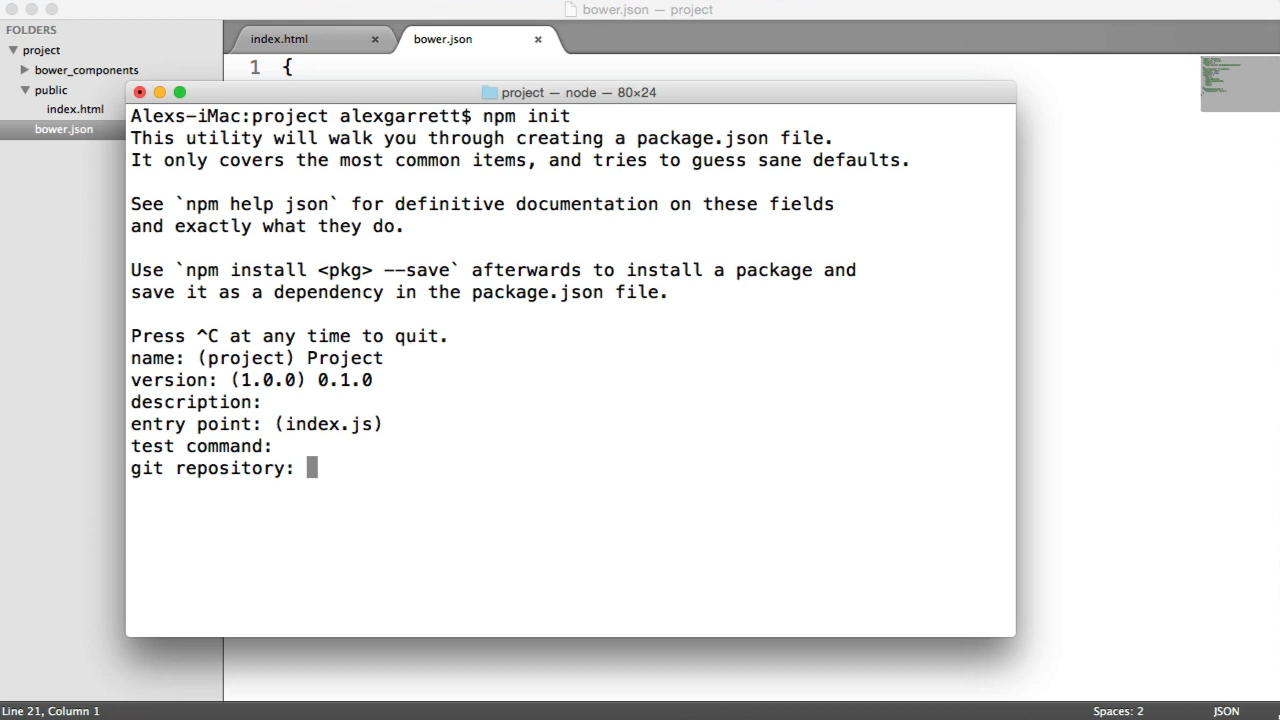 bower.json — project
FOLDERS
project
bower_components
public
index.html
bower.json
index.html ×
bower.json ×
1 {
project — node — 80×24
Alexs-iMac:project alexgarrett$ npm init
This utility will walk you through creating a package.json file.
It only covers the most common items, and tries to guess sane defaults.
See `npm help json` for definitive documentation on these fields
and exactly what they do.
Use `npm install <pkg> --save` afterwards to install a package and
save it as a dependency in the package.json file.
Press ^C at any time to quit.
name: (project) Project
version: (1.0.0) 0.1.0
description:
entry point: (index.js)
test command:
git repository:
Line 21, Column 1
Spaces: 2
JSON